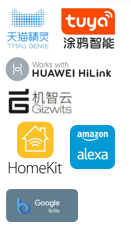 天猫精灵
TMALL GENIE
tuya
涂鸦智能
Works with
HUAWEI HiLink
机智云
Gizwits
HomeKit
amazon
alexa
Google
Brillo